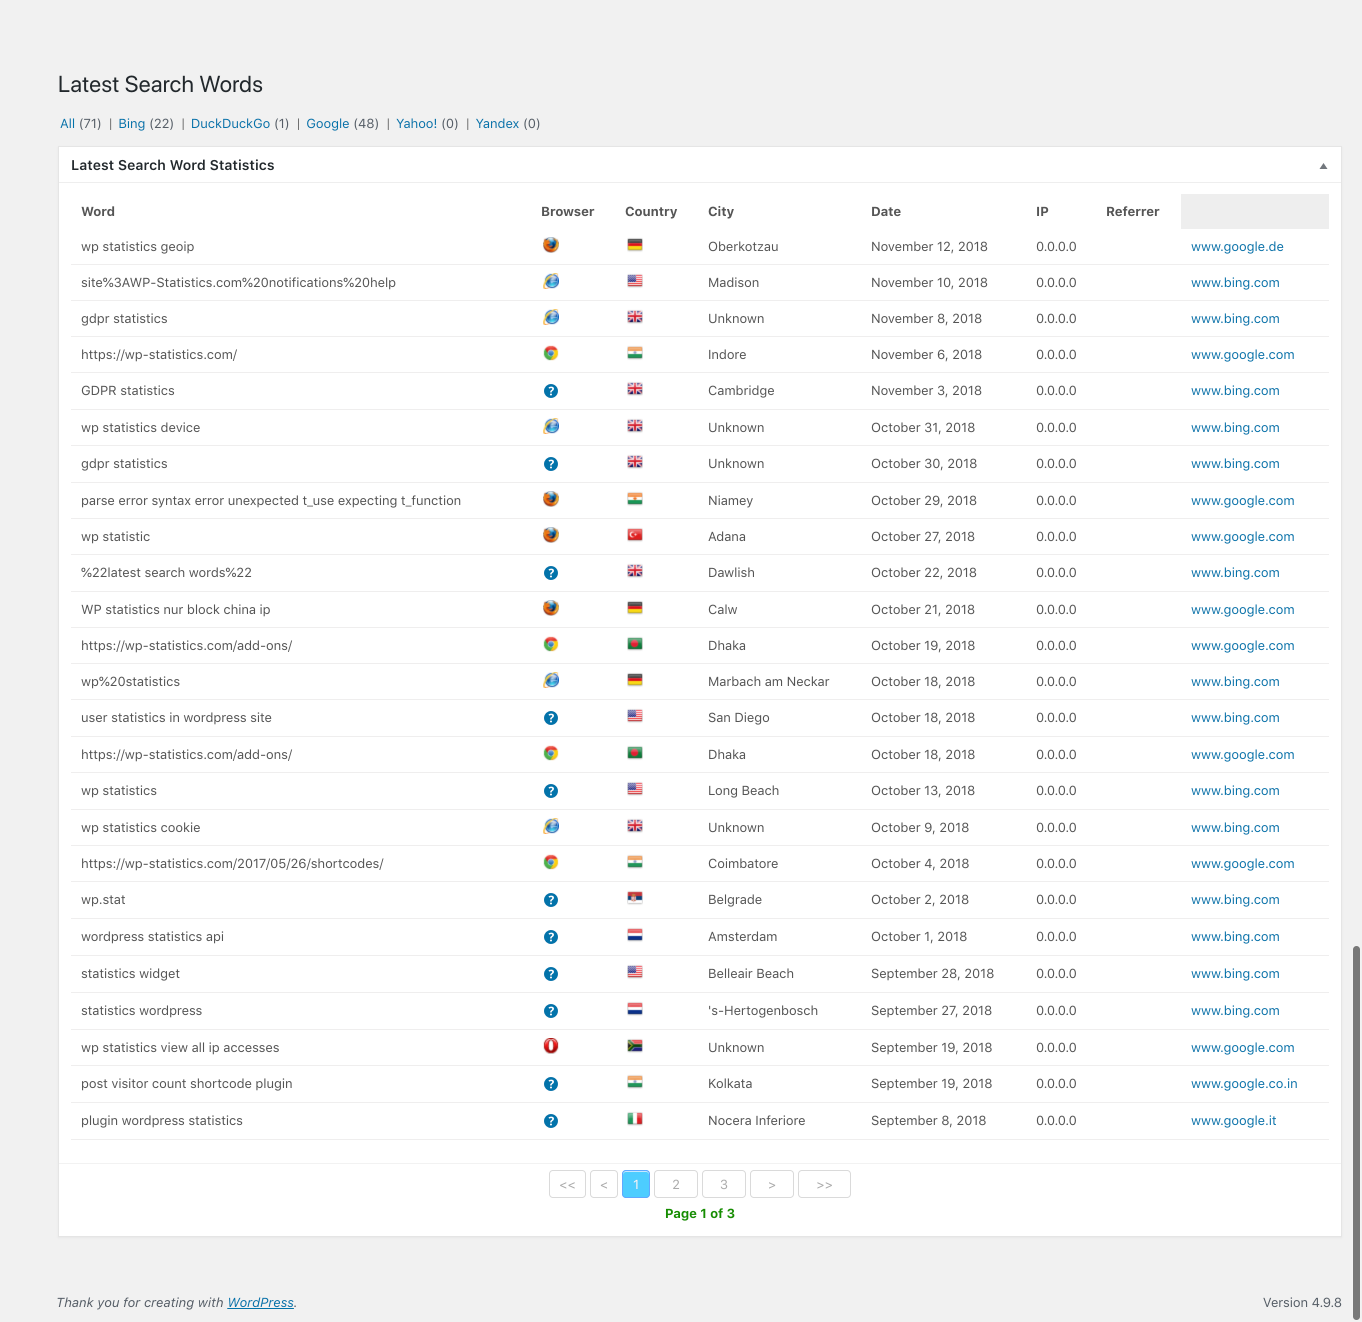 Latest Search Words
All (71) | Bing (22) | DuckDuckGo (1) | Google (48) | Yahoo! (0) | Yandex (0)
Latest Search Word Statistics ▲
Word Browser Country City Date IP Referrer
wp statistics geoip Oberkotzau November 12, 2018 0.0.0.0 www.google.de
site%3AWP-Statistics.com%20notifications%20help Madison November 10, 2018 0.0.0.0 www.bing.com
gdpr statistics Unknown November 8, 2018 0.0.0.0 www.bing.com
https://wp-statistics.com/ Indore November 6, 2018 0.0.0.0 www.google.com
GDPR statistics ? Cambridge November 3, 2018 0.0.0.0 www.bing.com
wp statistics device Unknown October 31, 2018 0.0.0.0 www.bing.com
gdpr statistics ? Unknown October 30, 2018 0.0.0.0 www.bing.com
parse error syntax error unexpected t_use expecting t_function Niamey October 29, 2018 0.0.0.0 www.google.com
wp statistic Adana October 27, 2018 0.0.0.0 www.google.com
%22latest search words%22 ? Dawlish October 22, 2018 0.0.0.0 www.bing.com
WP statistics nur block china ip Calw October 21, 2018 0.0.0.0 www.google.com
https://wp-statistics.com/add-ons/ Dhaka October 19, 2018 0.0.0.0 www.google.com
wp%20statistics Marbach am Neckar October 18, 2018 0.0.0.0 www.bing.com
user statistics in wordpress site ? San Diego October 18, 2018 0.0.0.0 www.bing.com
https://wp-statistics.com/add-ons/ Dhaka October 18, 2018 0.0.0.0 www.google.com
wp statistics ? Long Beach October 13, 2018 0.0.0.0 www.bing.com
wp statistics cookie Unknown October 9, 2018 0.0.0.0 www.bing.com
https://wp-statistics.com/2017/05/26/shortcodes/ Coimbatore October 4, 2018 0.0.0.0 www.google.com
wp.stat ? Belgrade October 2, 2018 0.0.0.0 www.bing.com
wordpress statistics api ? Amsterdam October 1, 2018 0.0.0.0 www.bing.com
statistics widget ? Belleair Beach September 28, 2018 0.0.0.0 www.bing.com
statistics wordpress ? 's-Hertogenbosch September 27, 2018 0.0.0.0 www.bing.com
wp statistics view all ip accesses Unknown September 19, 2018 0.0.0.0 www.google.com
post visitor count shortcode plugin ? Kolkata September 19, 2018 0.0.0.0 www.google.co.in
plugin wordpress statistics ? Nocera Inferiore September 8, 2018 0.0.0.0 www.google.it
<< < 1 2 3 > >>
Page 1 of 3
Thank you for creating with WordPress. Version 4.9.8